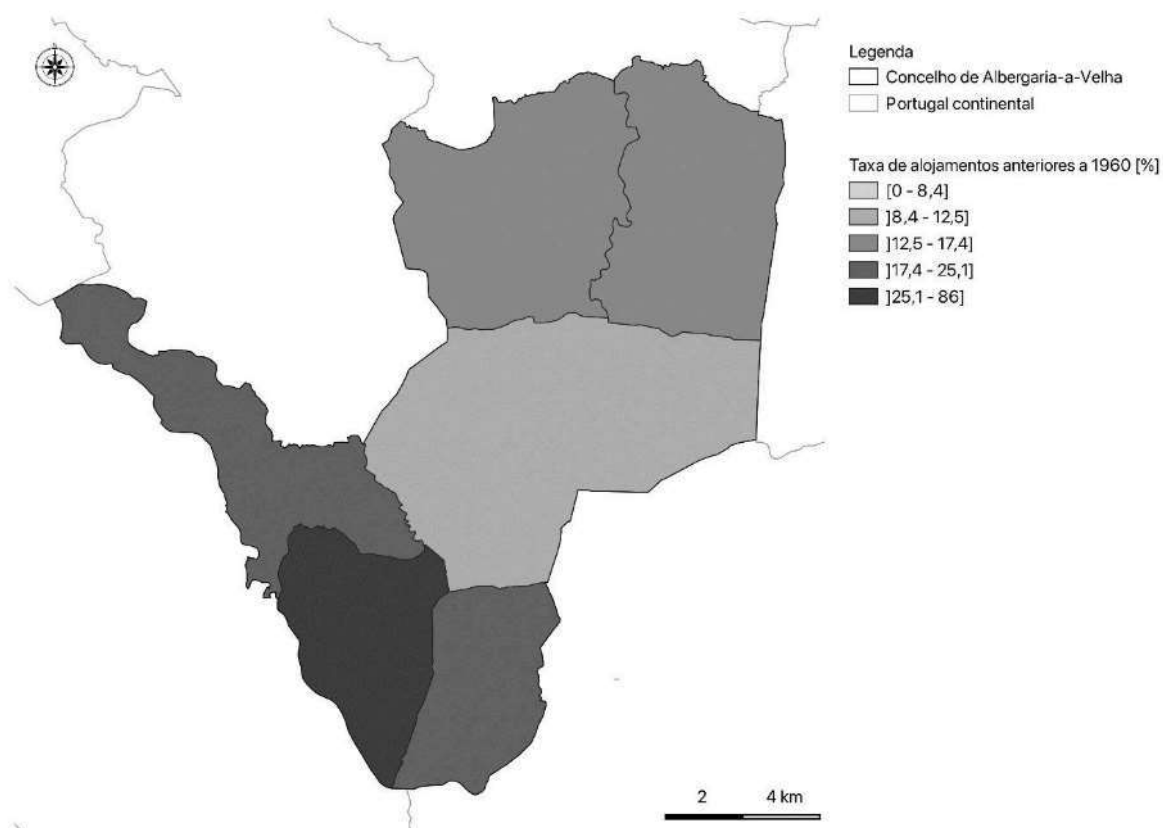 Legenda
Concelho de Albergaria-a-Velha
Portugal continental
Taxa de alojamentos anteriores a 1960 [%]
[0 - 8,4]
]8,4 - 12,5]
]12,5 - 17,4]
]17,4 - 25,1]
]25,1 - 86]
2 4 km